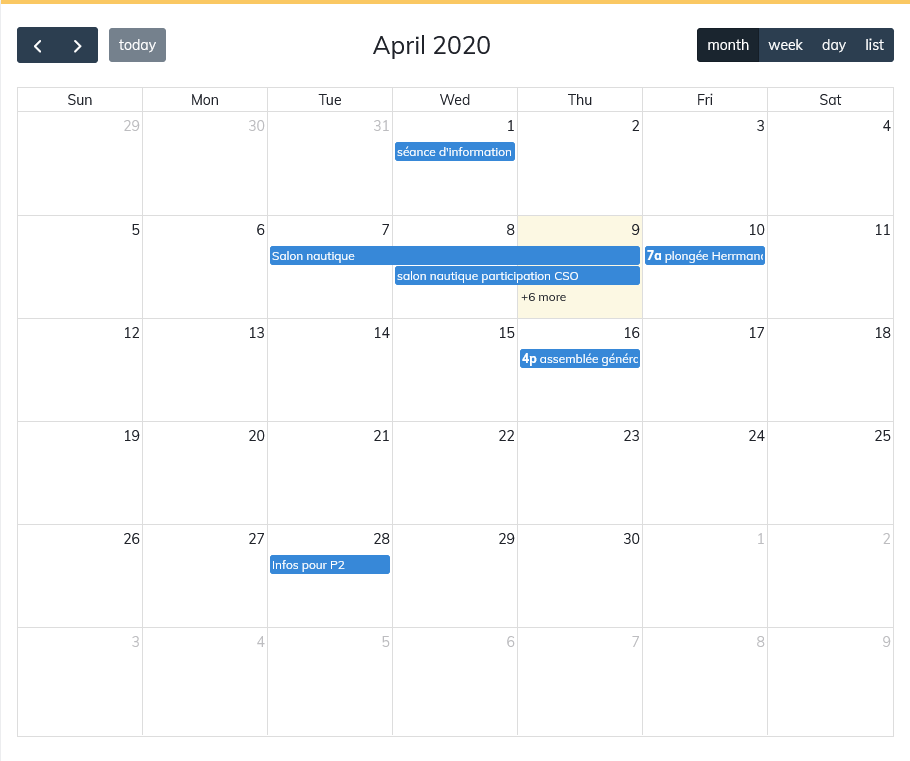 today April 2020 month week day list
Sun Mon Tue Wed Thu Fri Sat
29 30 31 1 2 3 4
séance d'information
5 6 7 8 9 10 11
Salon nautique 7a plongée
salon nautique participation CSO
+6 more
12 13 14 15 16 17 18
4p assemblée
19 20 21 22 23 24 25
26 27 28 29 30 1 2
Infos pour P2
3 4 5 6 7 8 9